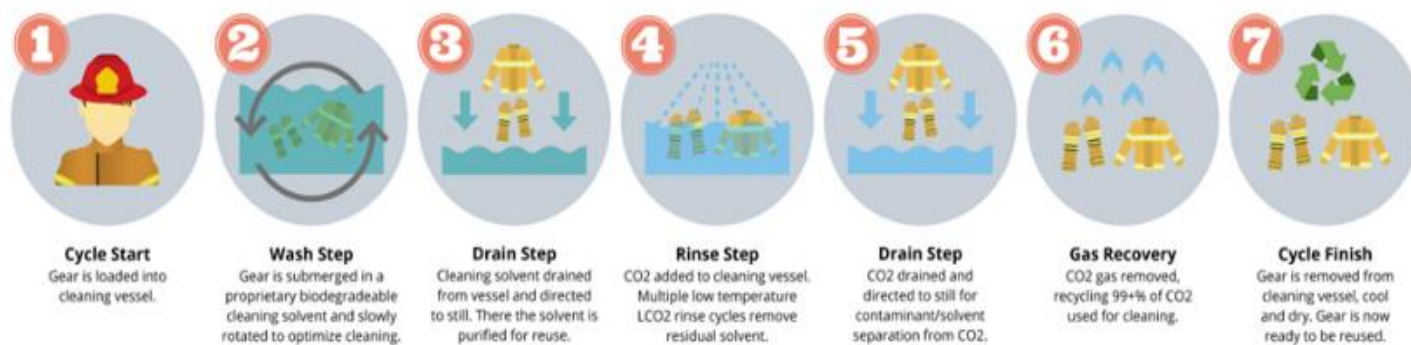 1
Cycle Start
Gear is loaded into
cleaning vessel.
2
Wash Step
Gear is submerged in a
proprietary biodegradeable
cleaning solvent and slowly
rotated to optimize cleaning.
3
Drain Step
Cleaning solvent drained
from vessel and directed
to still. There the solvent is
purified for reuse.
4
Rinse Step
CO2 added to cleaning vessel.
Multiple low temperature
LCO2 rinse cycles remove
residual solvent.
5
Drain Step
CO2 drained and
directed to still for
contaminant/solvent
separation from CO2.
6
Gas Recovery
CO2 gas removed,
recycling 99+% of CO2
used for cleaning.
7
Cycle Finish
Gear is removed from
cleaning vessel, cool
and dry. Gear is now
ready to be reused.